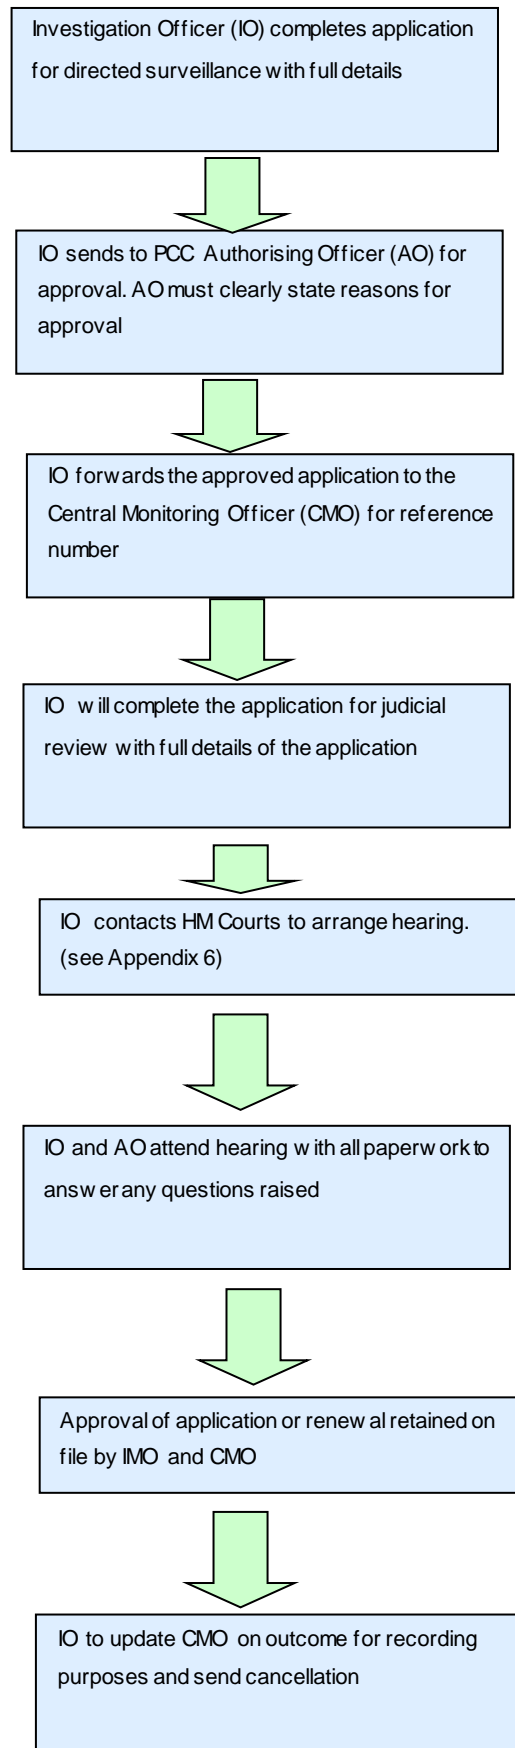 Investigation Officer (IO) completes application
for directed surveillance with full details
IO sends to PCC Authorising Officer (AO) for
approval. AO must clearly state reasons for
approval
IO forwards the approved application to the
Central Monitoring Officer (CMO) for reference
number
IO will complete the application for judicial
review with full details of the application
IO contacts HM Courts to arrange hearing.
(see Appendix 6)
IO and AO attend hearing with all paperwork to
answer any questions raised
Approval of application or renewal retained on
file by IMO and CMO
IO to update CMO on outcome for recording
purposes and send cancellation